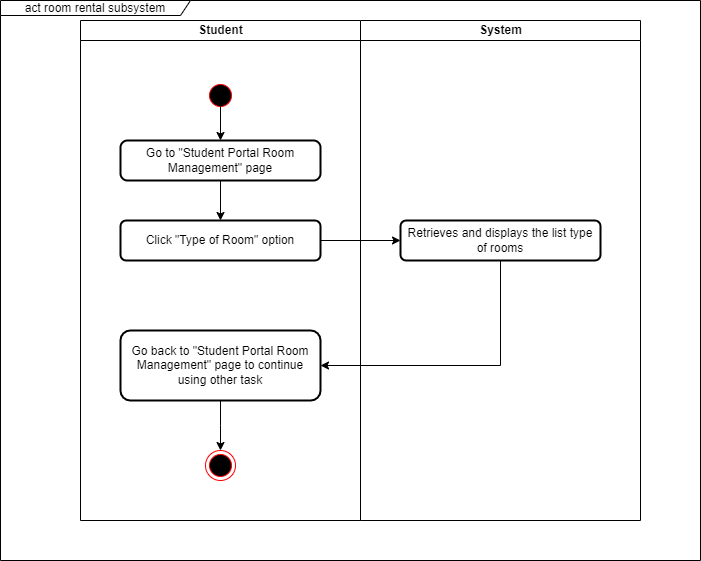 act room rental subsystem
Student
System
Go to "Student Portal Room
Management" page
Click "Type of Room" option
Retrieves and displays the list type
of rooms
Go back to "Student Portal Room
Management" page to continue
using other task